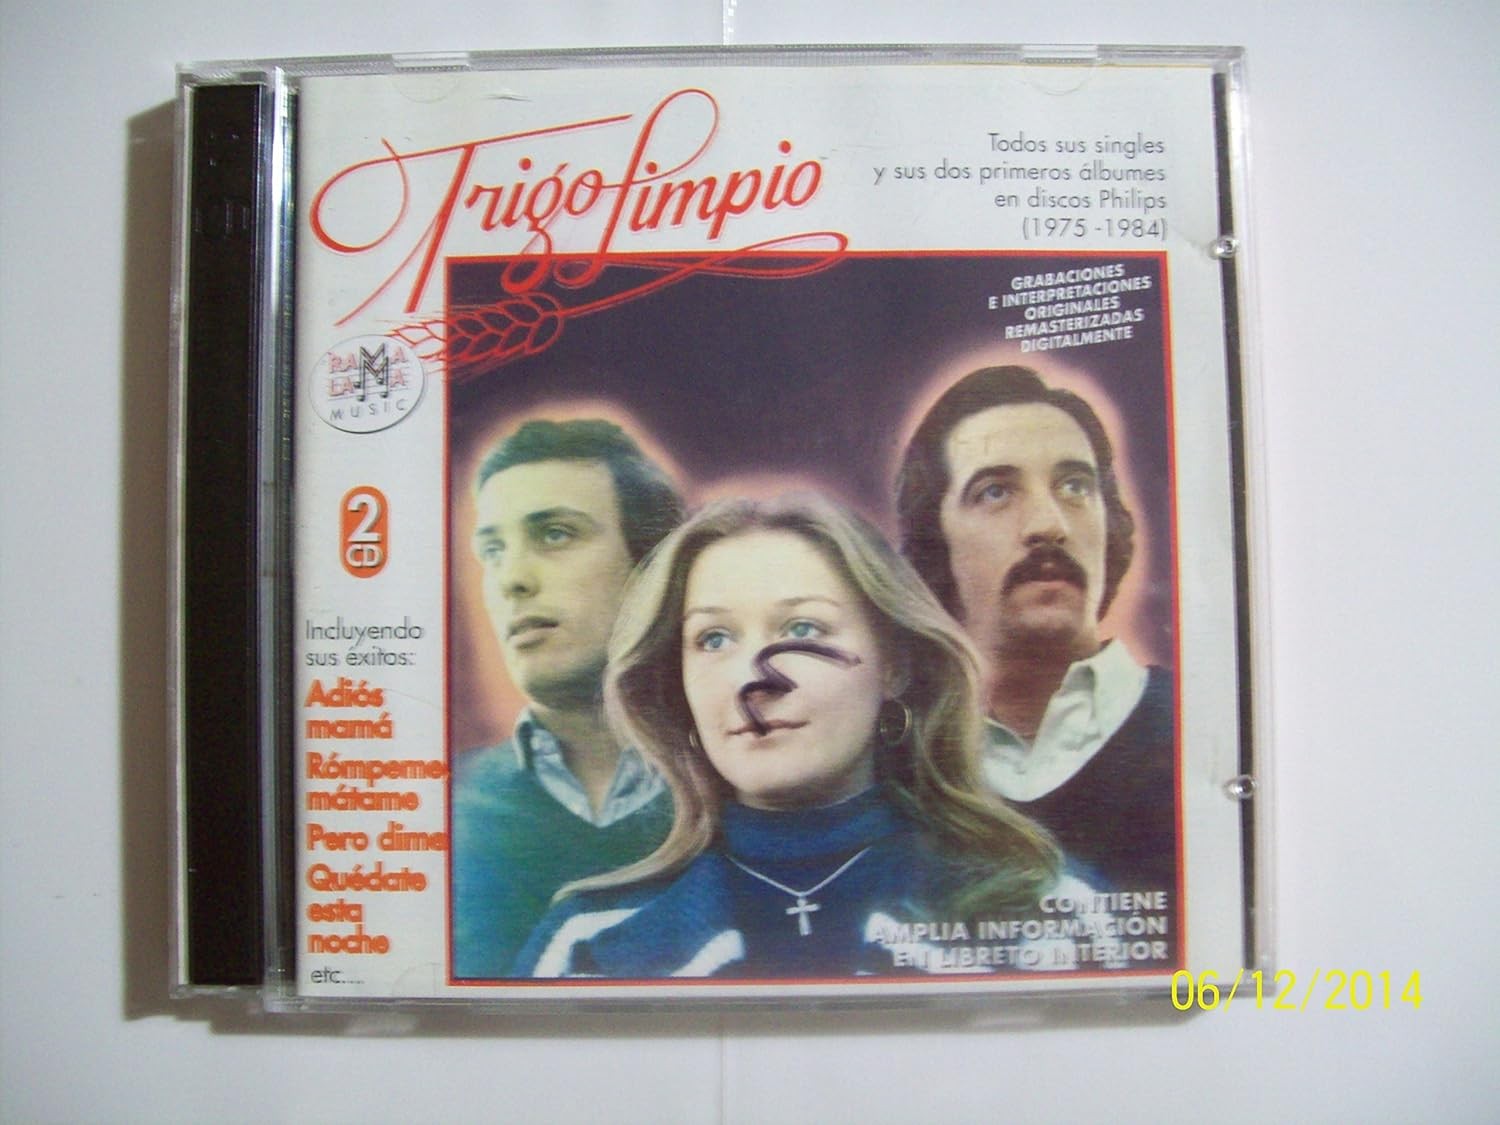 Trigo Limpio
Todos sus singles
y sus dos primeros álbumes
en discos Philips
(1975 -1984)
GRABACIONES
E INTERPRETACIONES
ORIGINALES
REMASTERIZADAS
DIGITALMENTE
RAMA
LAMA
MUSIC
2
CD
Incluyendo
sus éxitos:
Adiós
mamá
Rómpeme
mátame
Pero dime
Quédate
esta
noche
etc....
CONTIENE
AMPLIA INFORMACIÓN
EN LIBRETO INTERIOR
06/12/2014